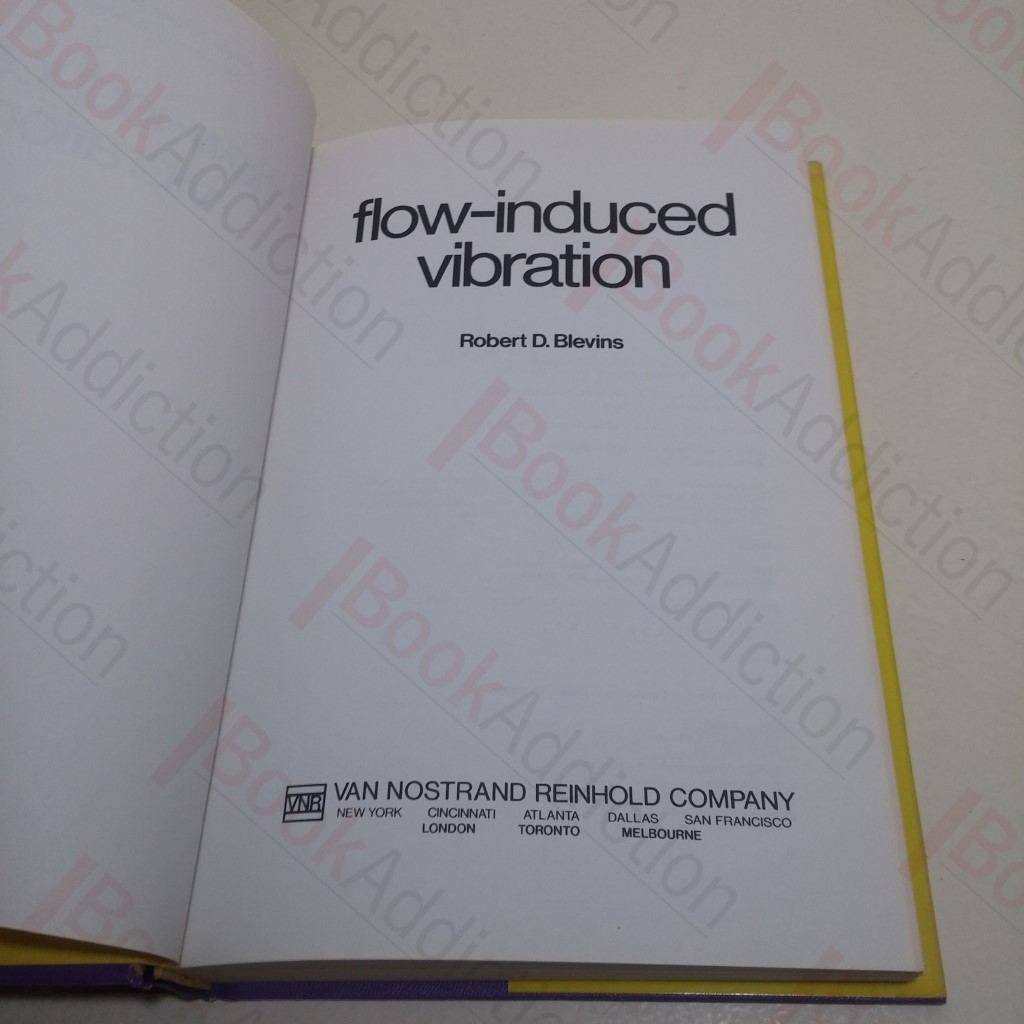 flow-induced
vibration
Robert D. Blevins
VNR VAN NOSTRAND REINHOLD COMPANY
NEW YORK CINCINNATI ATLANTA DALLAS SAN FRANCISCO
LONDON TORONTO MELBOURNE
BookAddiction